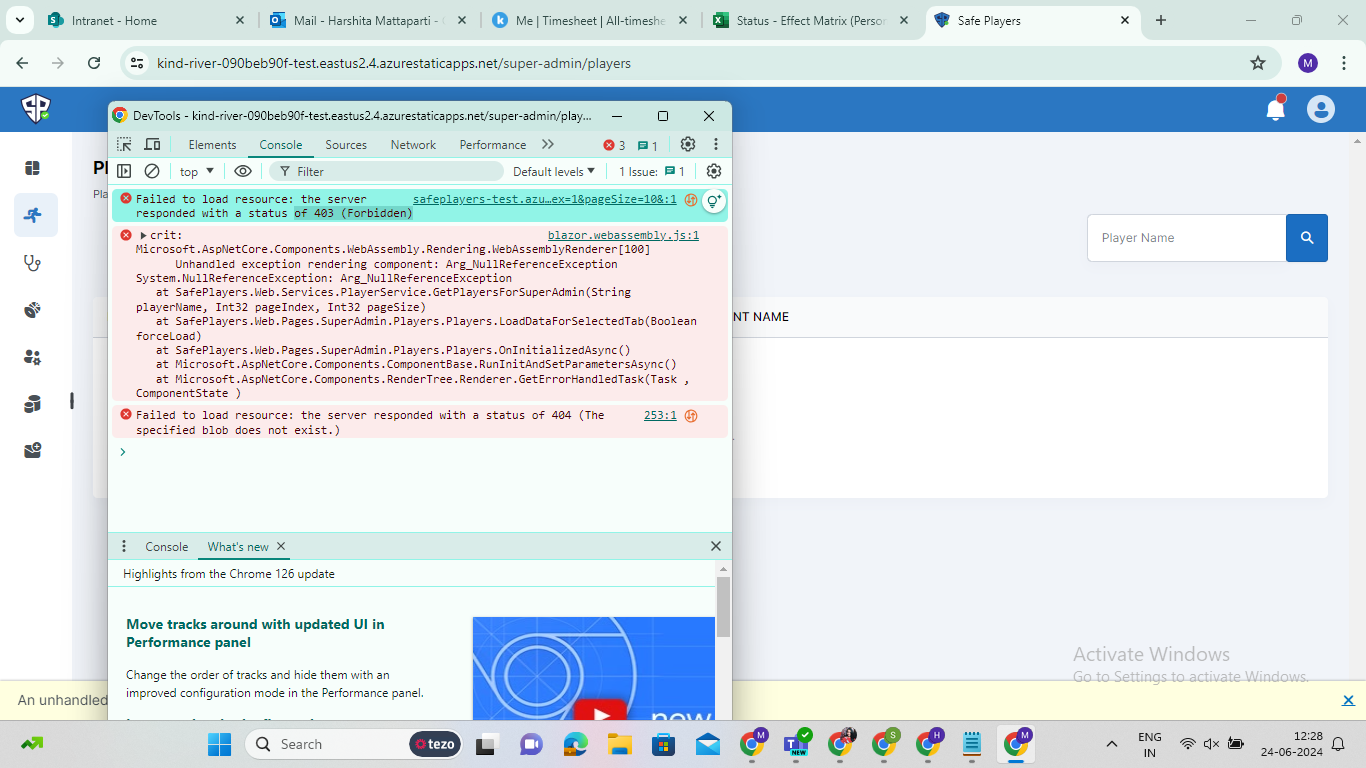 Intranet - Home
Mail - Harshita Mattaparti -
Me | Timesheet | All-timeshe
Status - Effect Matrix (Person
Safe Players
kind-river-090beb90f-test.eastus2.4.azurestaticapps.net/super-admin/players
M
DevTools - kind-river-090beb90f-test.eastus2.4.azurestaticapps.net/super-admin/play...
Elements
Console
Sources
Network
Performance
3
1
top
Filter
Default levels
1 Issue:
1
Failed to load resource: the server
safeplayers-test.azu…ex=1&pageSize=10&:1
responded with a status of 403 (Forbidden)
crit:
blazor.webassembly.js:1
Microsoft.AspNetCore.Components.WebAssembly.Rendering.WebAssemblyRenderer[100]
Unhandled exception rendering component: Arg_NullReferenceException
System.NullReferenceException: Arg_NullReferenceException
at SafePlayers.Web.Services.PlayerService.GetPlayersForSuperAdmin(String
playerName, Int32 pageIndex, Int32 pageSize)
at SafePlayers.Web.Pages.SuperAdmin.Players.Players.LoadDataForSelectedTab(Boolean
forceLoad)
at SafePlayers.Web.Pages.SuperAdmin.Players.Players.OnInitializedAsync()
at Microsoft.AspNetCore.Components.ComponentBase.RunInitAndSetParametersAsync()
at Microsoft.AspNetCore.Components.RenderTree.Renderer.GetErrorHandledTask(Task ,
ComponentState )
Failed to load resource: the server responded with a status of 404 (The
253:1
specified blob does not exist.)
Pl
Pla
Player Name
NT NAME
Console
What's new
Highlights from the Chrome 126 update
Move tracks around with updated UI in
Performance panel
Change the order of tracks and hide them with an
improved configuration mode in the Performance panel.
new
Activate Windows
Go to Settings to activate Windows.
An unhandled
Search
tezo
M
NEW
S
H
M
ENG
IN
12:28
24-06-2024